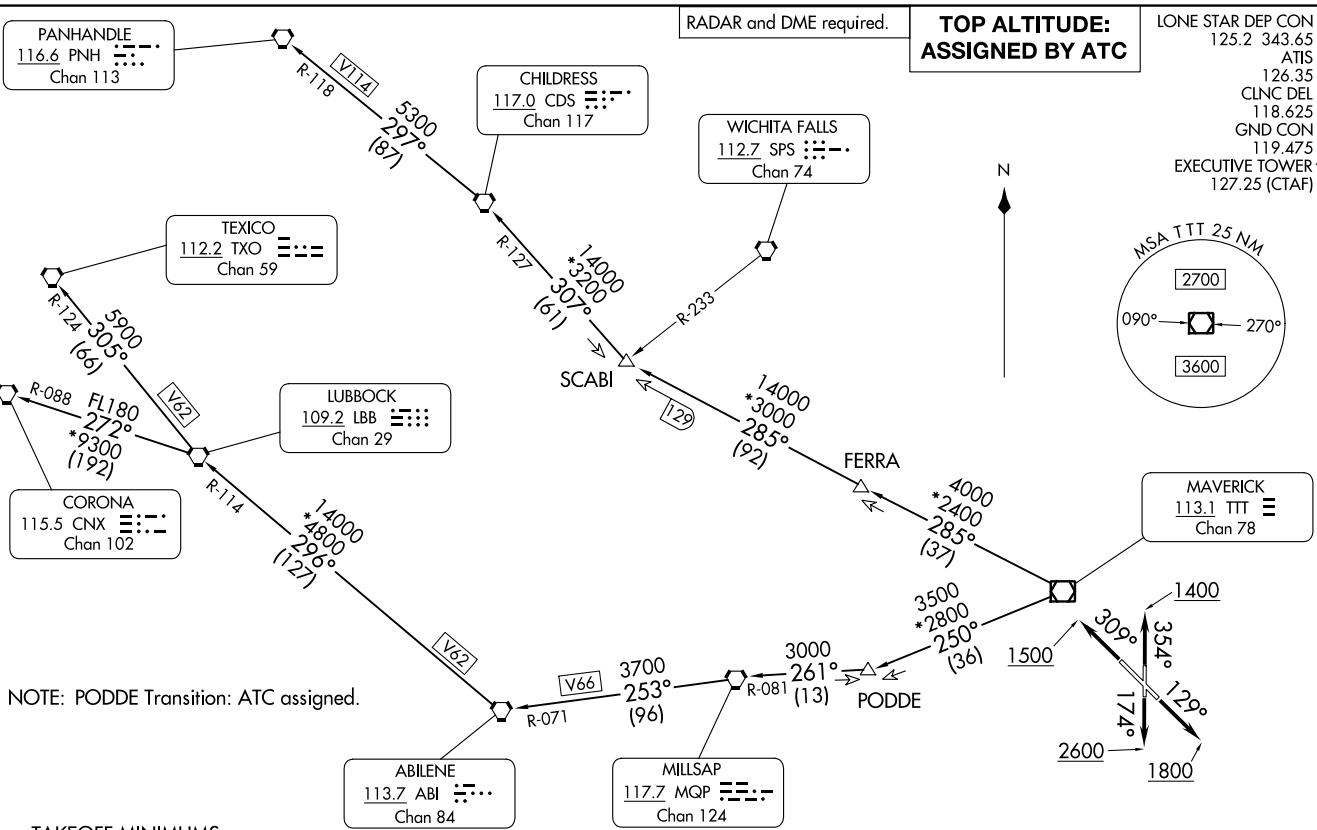 RADAR and DME required.
TOP ALTITUDE:
ASSIGNED BY ATC
LONE STAR DEP CON
125.2 343.65
ATIS
126.35
CLNC DEL
118.625
GND CON
119.475
EXECUTIVE TOWER
127.25 (CTAF)
PANHANDLE
116.6 PNH
Chan 113
R-118
V114
5300
297°
(87)
CHILDRESS
117.0 CDS
Chan 117
WICHITA FALLS
112.7 SPS
Chan 74
N
MSA TTT 25 NM
2700
090°
270°
3600
TEXICO
112.2 TXO
Chan 59
R-127
14000
*3200
307°
(61)
R-233
SCABI
129
R-124
5900
305°
(66)
V62
R-088
FL180
272°
*9300
(192)
LUBBOCK
109.2 LBB
Chan 29
14000
*3000
285°
(92)
FERRA
CORONA
115.5 CNX
Chan 102
R-114
14000
*4800
296°
(127)
V62
4000
*2400
285°
(37)
MAVERICK
113.1 TTT
Chan 78
3500
*2800
250°
(36)
PODDE
3000
261°
(13)
R-081
V66
3700
253°
(96)
R-071
1400
1500
309°
354°
174°
129°
2600
1800
NOTE: PODDE Transition: ATC assigned.
ABILENE
113.7 ABI
Chan 84
MILLSAP
117.7 MQP
Chan 124
TAKEOFF MINIMUMS